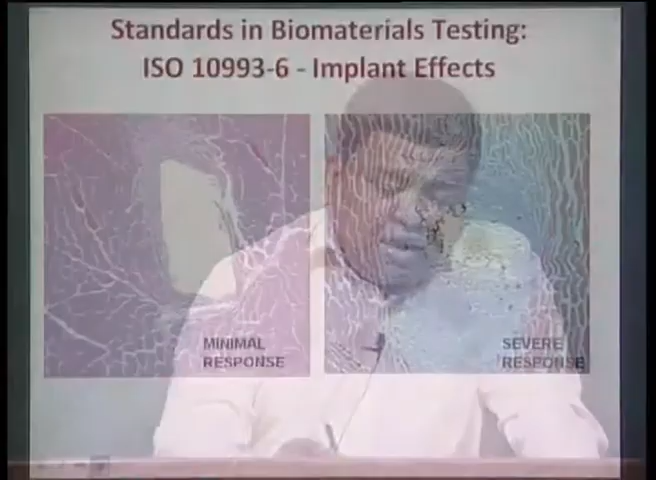 Standards in Biomaterials Testing:
ISO 10993-6 - Implant Effects
MINIMAL
RESPONSE
SEVERE
RESPONSE